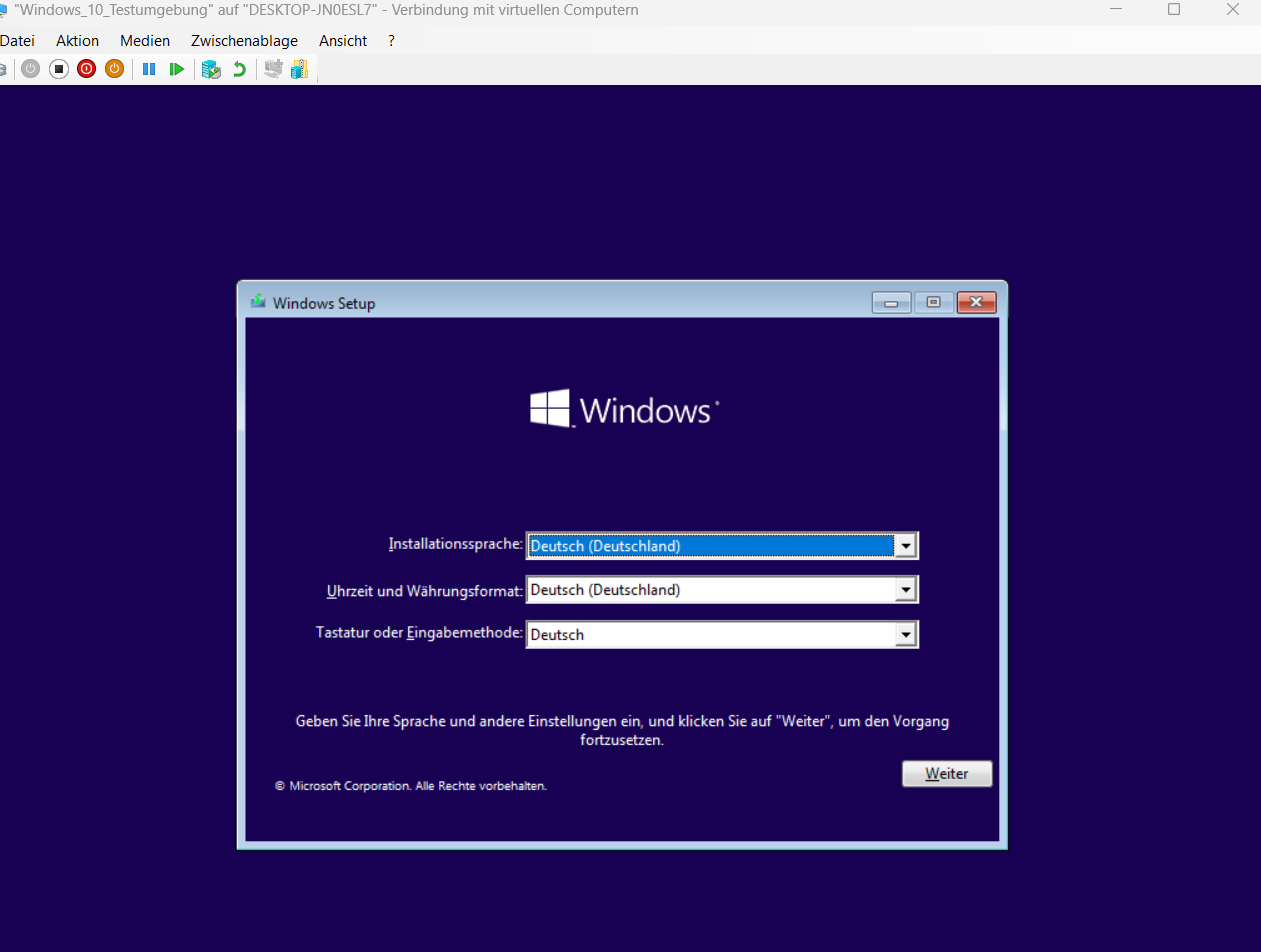 "Windows_10_Testumgebung" auf "DESKTOP-JN0ESL7" - Verbindung mit virtuellen Computern
Datei Aktion Medien Zwischenablage Ansicht ?
Windows Setup
Windows
Installationssprache: Deutsch (Deutschland)
Uhrzeit und Währungsformat: Deutsch (Deutschland)
Tastatur oder Eingabemethode: Deutsch
Geben Sie Ihre Sprache und andere Einstellungen ein, und klicken Sie auf "Weiter", um den Vorgang
fortzusetzen.
Weiter
© Microsoft Corporation. Alle Rechte vorbehalten.